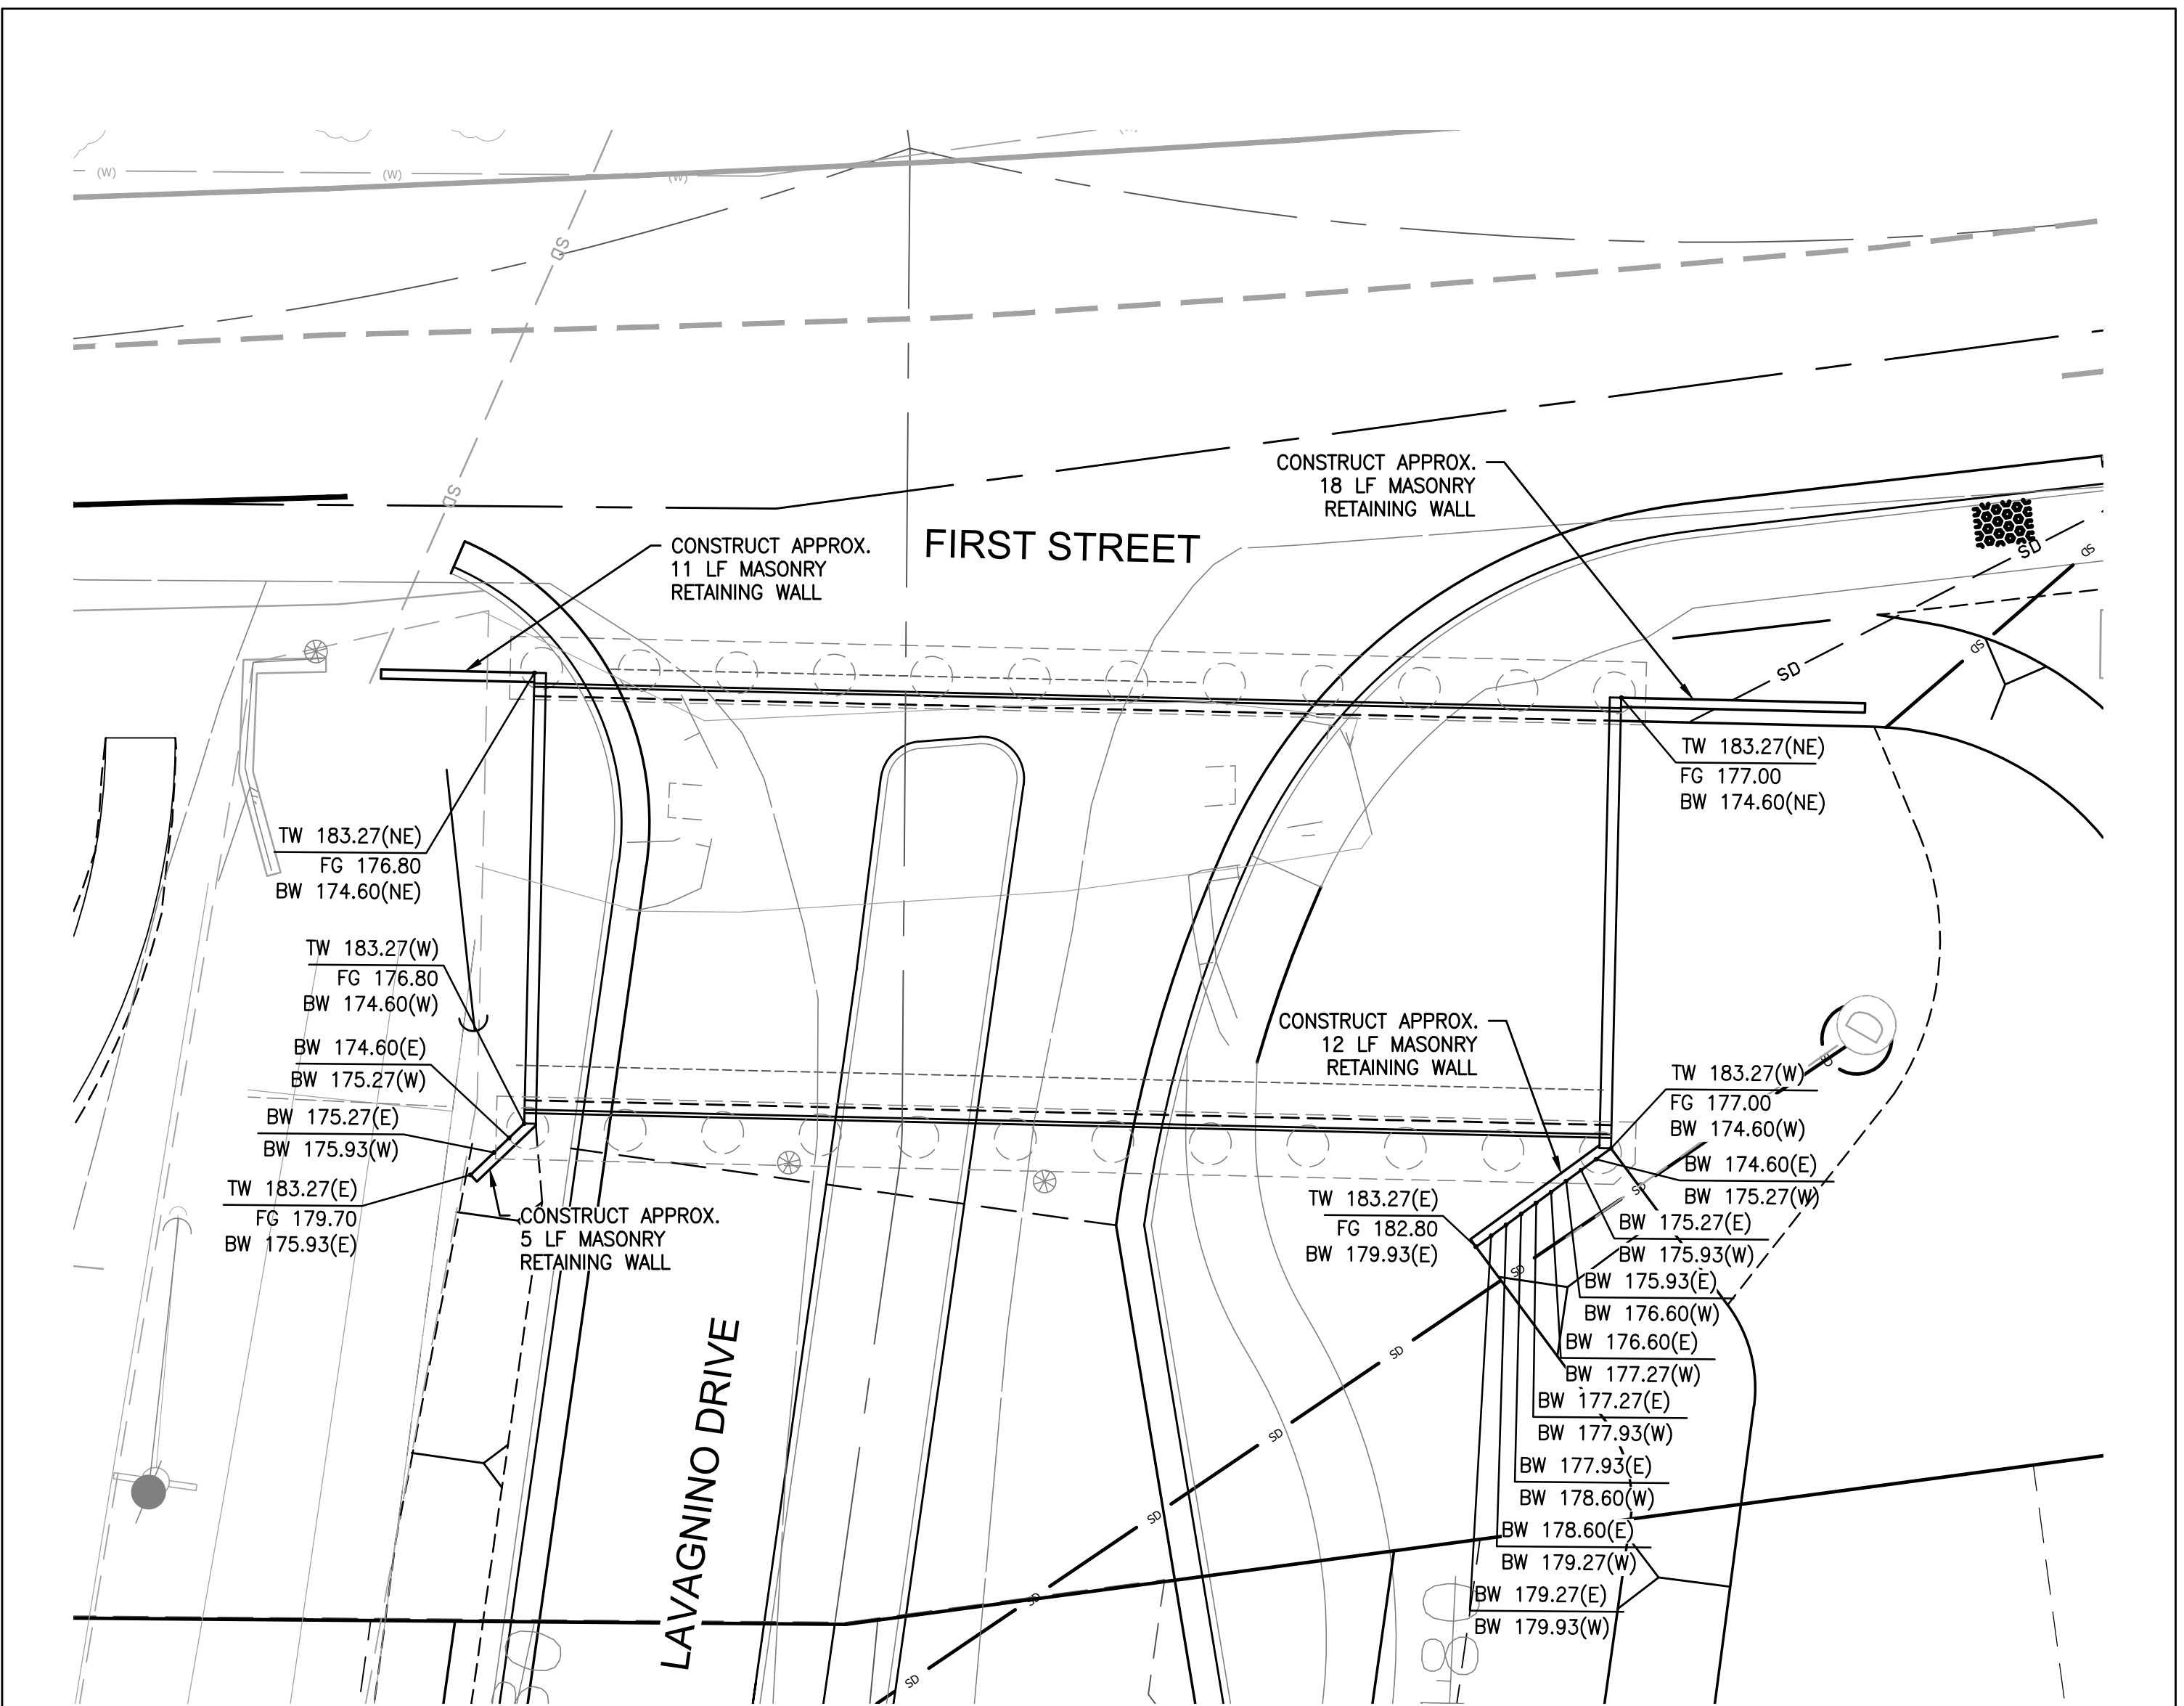 (W)
(W)
(W)
SD
SD
CONSTRUCT APPROX.
18 LF MASONRY
RETAINING WALL
FIRST STREET
CONSTRUCT APPROX.
11 LF MASONRY
RETAINING WALL
SD
SD
SD
SD
TW 183.27(NE)
FG 177.00
BW 174.60(NE)
TW 183.27(NE)
FG 176.80
BW 174.60(NE)
TW 183.27(W)
FG 176.80
BW 174.60(W)
BW 174.60(E)
BW 175.27(W)
BW 175.27(E)
BW 175.93(W)
TW 183.27(E)
FG 179.70
BW 175.93(E)
CONSTRUCT APPROX.
5 LF MASONRY
RETAINING WALL
CONSTRUCT APPROX.
12 LF MASONRY
RETAINING WALL
D
TW 183.27(W)
FG 177.00
BW 174.60(W)
BW 174.60(E)
BW 175.27(W)
TW 183.27(E)
FG 182.80
BW 179.93(E)
SD
BW 175.27(E)
BW 175.93(W)
SD
BW 175.93(E)
BW 176.60(W)
BW 176.60(E)
BW 177.27(W)
SD
BW 177.27(E)
BW 177.93(W)
SD
BW 177.93(E)
BW 178.60(W)
SD
BW 178.60(E)
BW 179.27(W)
SD
BW 179.27(E)
BW 179.93(W)
SD
LAVAGNINO DRIVE